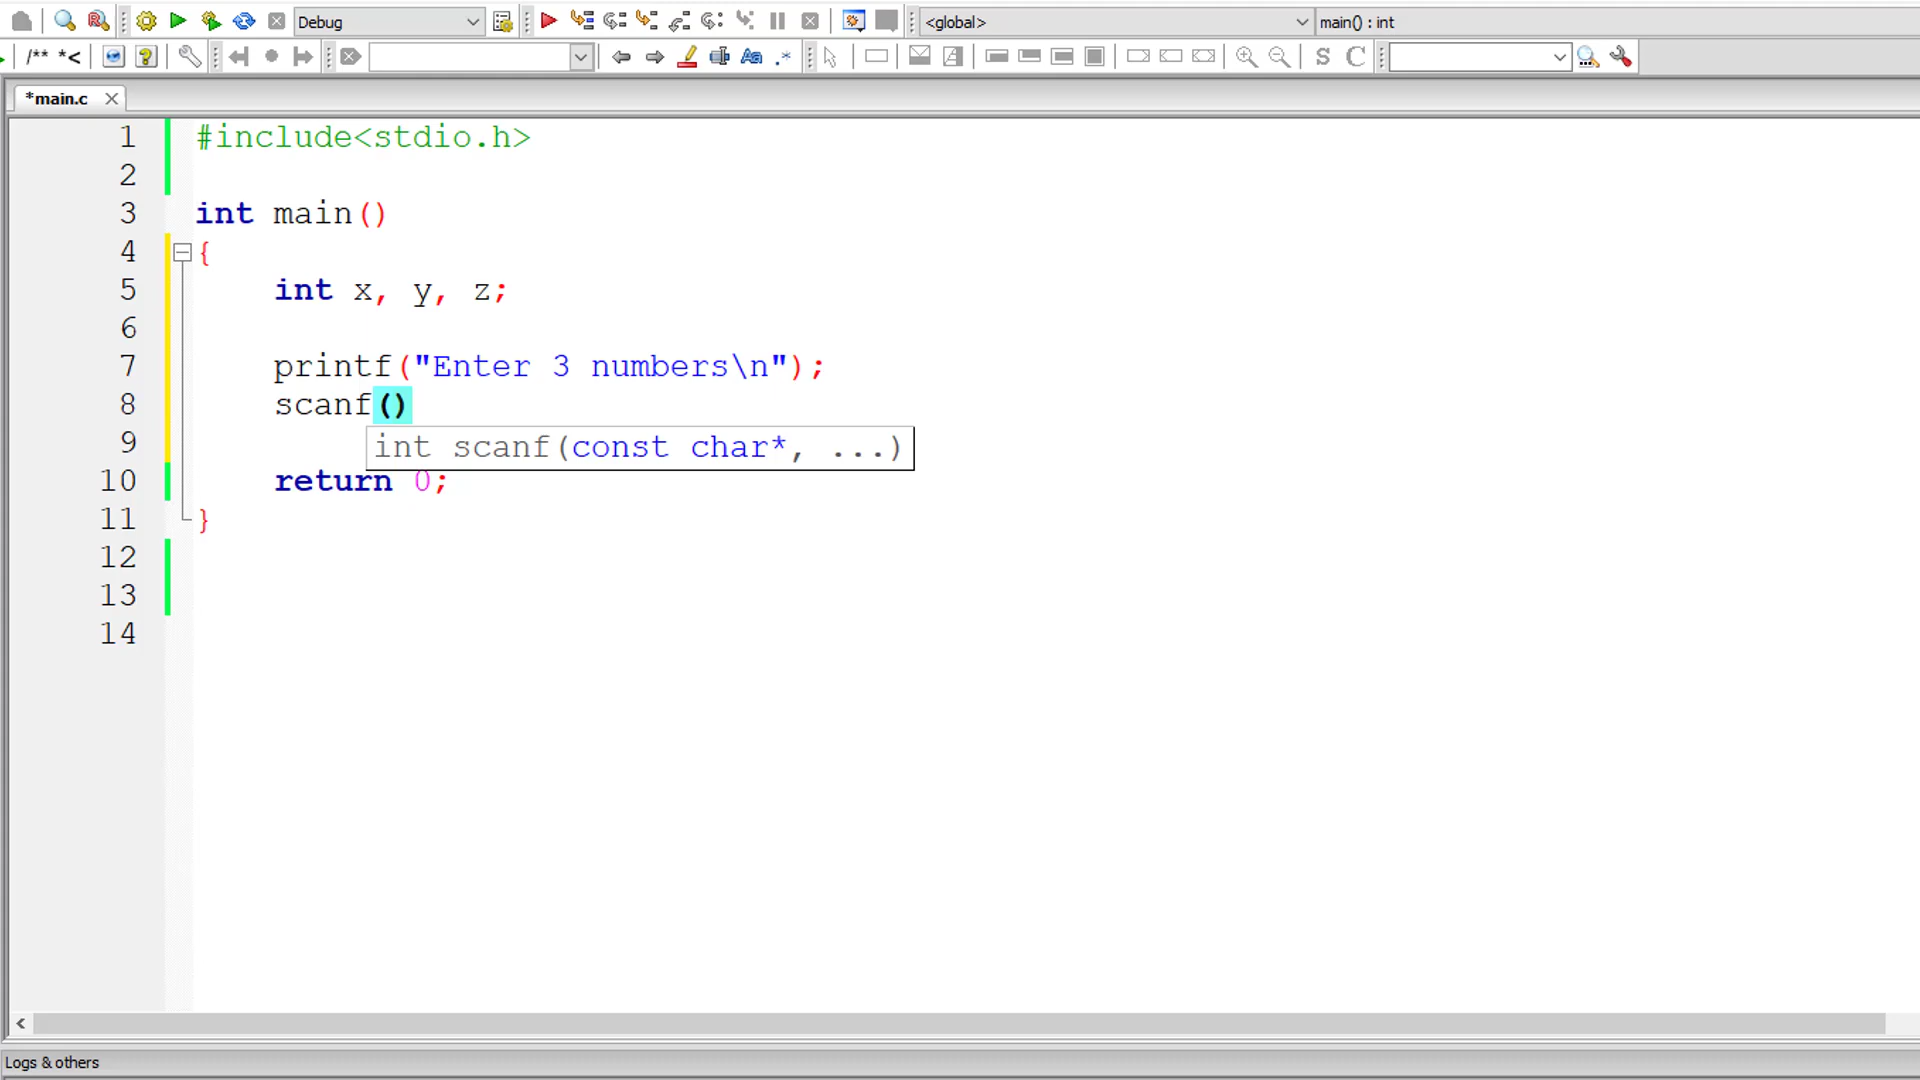 Debug <global> main() : int
/** *< Aa .* S C
*main.c
1 #include<stdio.h>
2
3 int main()
4 {
5 int x, y, z;
6
7 printf("Enter 3 numbers\n");
8 scanf()
9 int scanf(const char*, ...)
10 return 0;
11 }
12
13
14
Logs & others